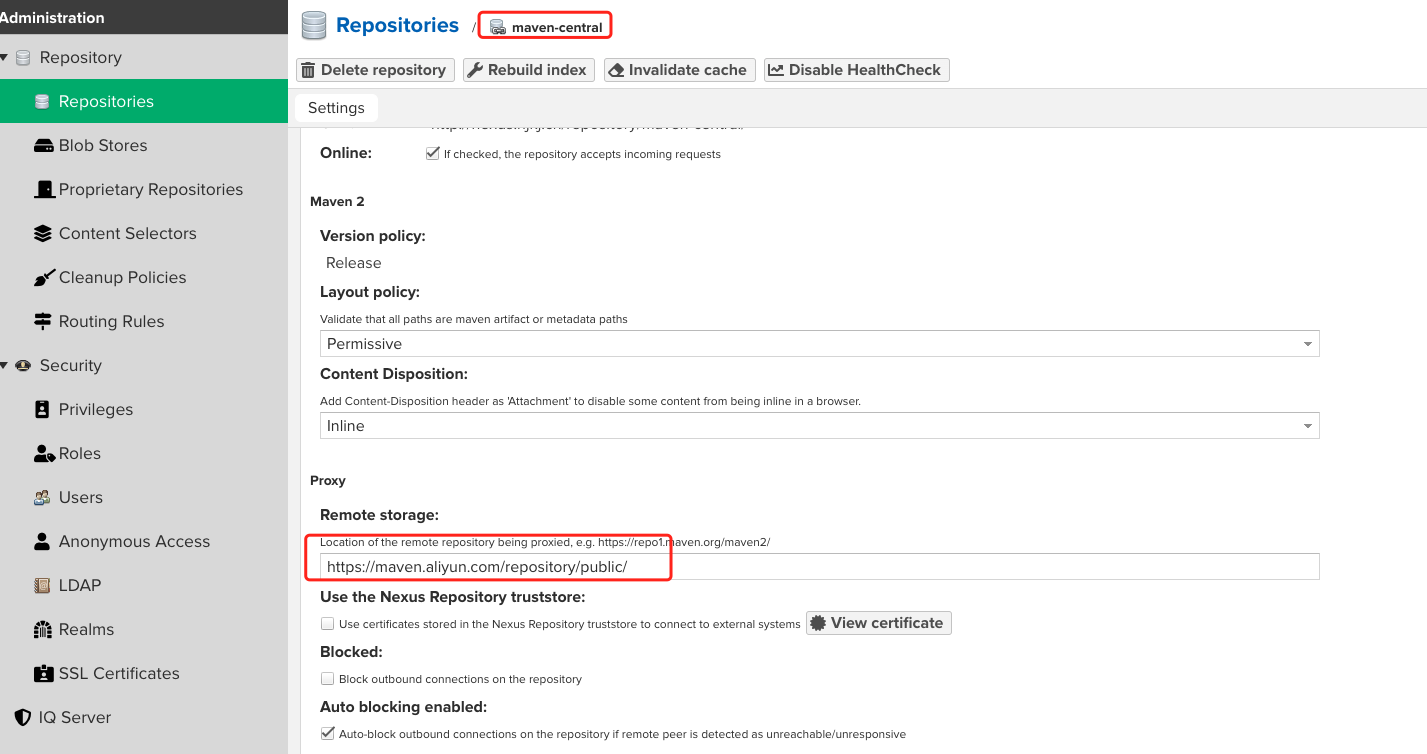 Administration
Repositories / maven-central
Repository
Delete repository Rebuild index Invalidate cache Disable HealthCheck
Repositories
Settings
Blob Stores
Online: If checked, the repository accepts incoming requests
Proprietary Repositories
Maven 2
Content Selectors
Version policy:
Release
Cleanup Policies
Layout policy:
Validate that all paths are maven artifact or metadata paths
Routing Rules
Permissive
Security
Content Disposition:
Add Content-Disposition header as 'Attachment' to disable some content from being inline in a browser.
Privileges
Inline
Roles
Proxy
Users
Remote storage:
Anonymous Access
Location of the remote repository being proxied, e.g. https://repo1.maven.org/maven2/
https://maven.aliyun.com/repository/public/
LDAP
Use the Nexus Repository truststore:
Use certificates stored in the Nexus Repository truststore to connect to external systems View certificate
Realms
Blocked:
SSL Certificates
Block outbound connections on the repository
IQ Server
Auto blocking enabled:
Auto-block outbound connections on the repository if remote peer is detected as unreachable/unresponsive